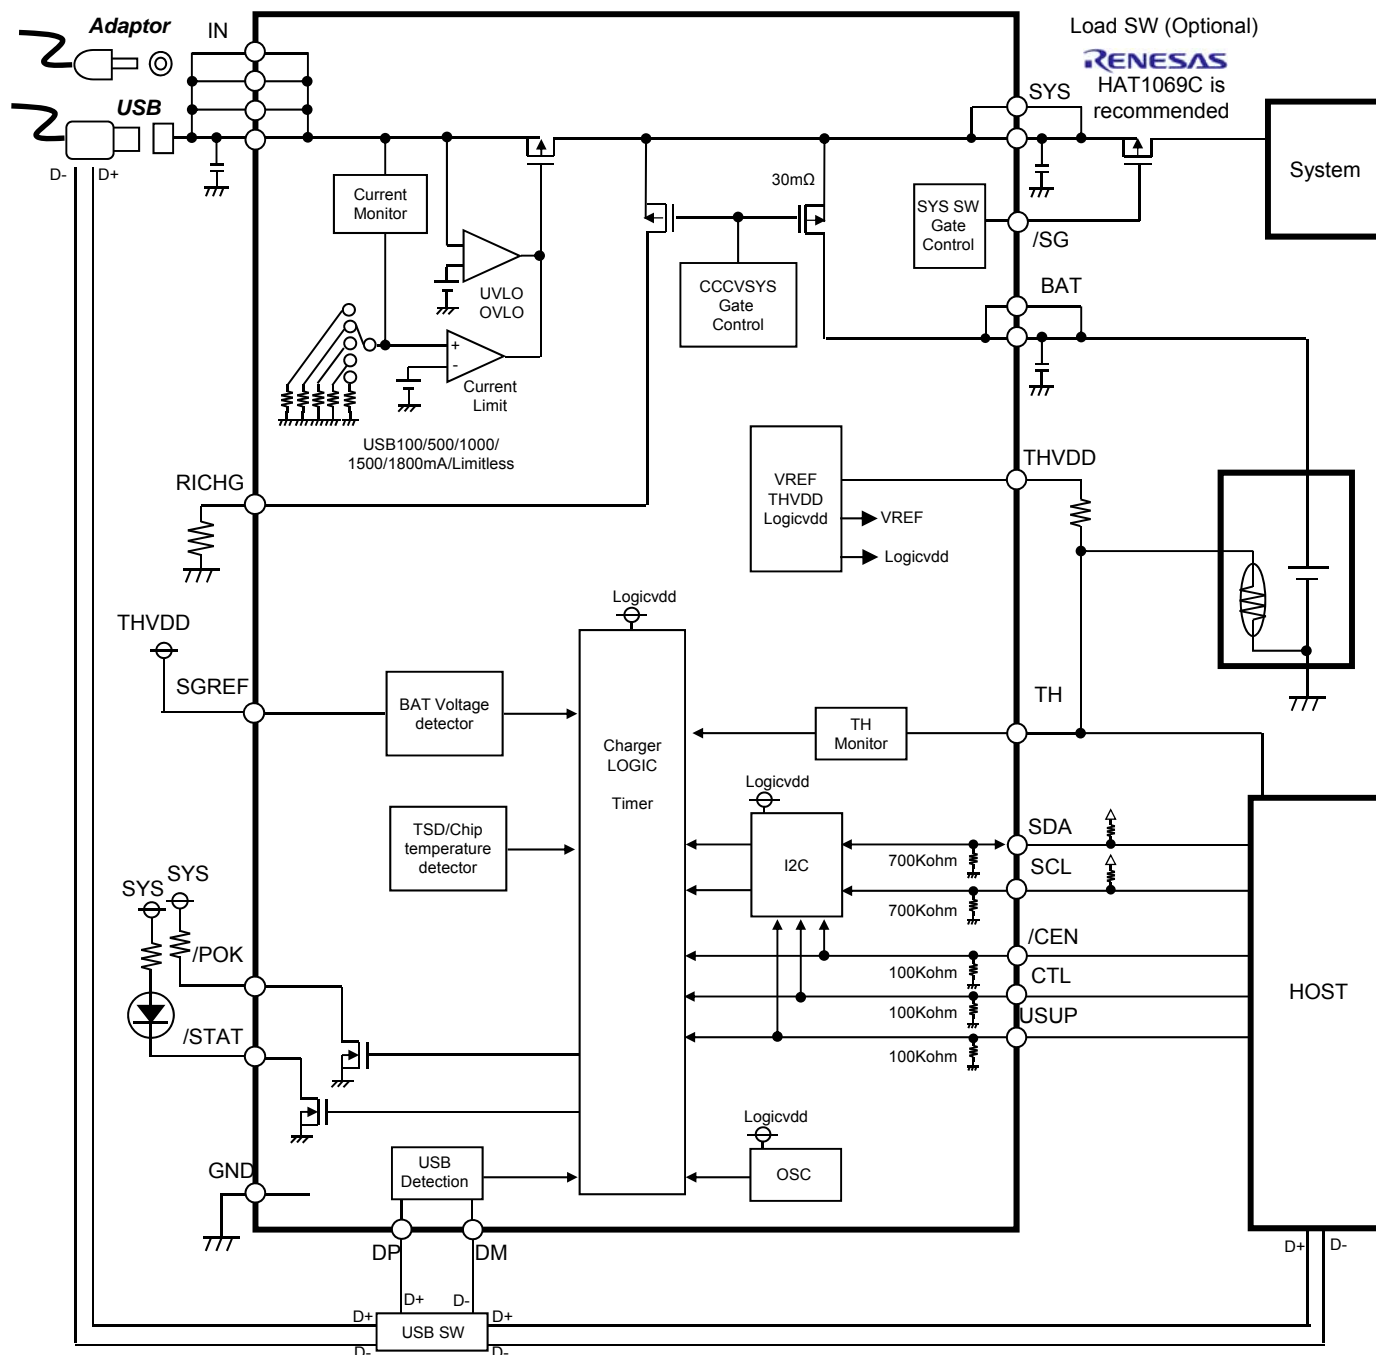 Adaptor
IN
Load SW (Optional)
RENESAS
HAT1069C is
recommended
USB
SYS
D-
D+
System
Current
Monitor
30mΩ
SYS SW
Gate
Control
/SG
UVLO
OVLO
CCCVSYS
Gate
Control
BAT
+
-
Current
Limit
USB100/500/1000/
1500/1800mA/Limitless
RICHG
VREF
THVDD
Logicvdd
VREF
Logicvdd
THVDD
Logicvdd
THVDD
SGREF
BAT Voltage
detector
Charger
LOGIC
Timer
TH
Monitor
TH
Logicvdd
TSD/Chip
temperature
detector
I2C
700Kohm
SDA
SCL
700Kohm
SYS
SYS
/POK
/CEN
100Kohm
CTL
100Kohm
USUP
100Kohm
HOST
/STAT
Logicvdd
OSC
USB
Detection
GND
DP
DM
D+
D-
D+
D-
D+
USB SW
D+
D-
D-